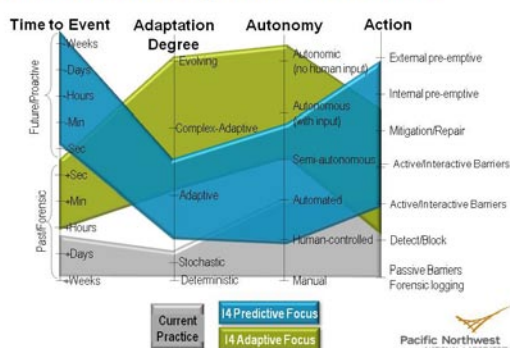 Time to Event
Adaptation
Degree
Autonomy
Action
Future/Proactive
Weeks
Days
Hours
Min
Sec
Past/Forensic
Sec
Min
Hours
Days
Weeks
Evolving
Complex-Adaptive
Adaptive
Stochastic
Deterministic
Autonomic
(no human input)
Autonomous
(with input)
Semi-autonomous
Automated
Human-controlled
Manual
External pre-emptive
Internal pre-emptive
Mitigation/Repair
Active/Interactive Barriers
Active/Interactive Barriers
Detect/Block
Passive Barriers
Forensic logging
Current
Practice
I4 Predictive Focus
I4 Adaptive Focus
Pacific Northwest